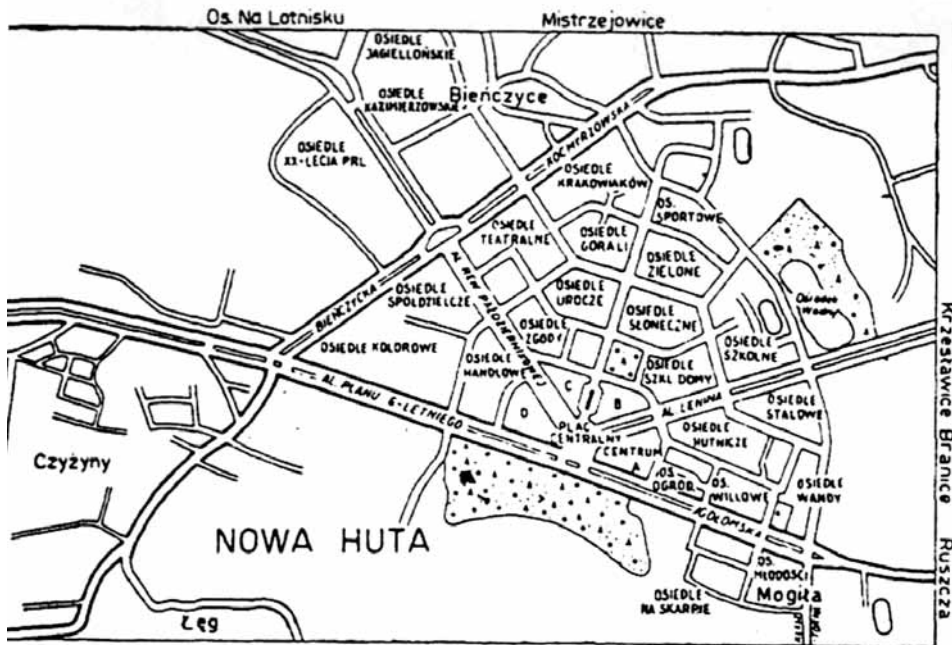 Os. Na Lotnisku
Mistrzejowice
OSIEDLE
JAGIELLOŃSKIE
OSIEDLE
KAZIMIERZOWSKIE
Bieńczyce
OSIEDLE
XX-LECIA PRL
KOCMYRZOWSKA
OSIEDLE
KRAKOWIAKÓW
OS.
SPORTOWE
OSIEDLE
TEATRALNE
OSIEDLE
GÓRALI
OSIEDLE
ZIELONE
AL. REW. PAŹDZIERNIKOWEJ
BIEŃCZYCKA
OSIEDLE
SPÓŁDZIELCZE
OSIEDLE
UROCZE
OSIEDLE
SŁONECZNE
Ośrodek
Wodny
OSIEDLE
ZGODY
OSIEDLE
SZKOLNE
OSIEDLE KOLOROWE
OSIEDLE
HANDLOWE
OSIEDLE
SZKL DOMY
AL. PLANU 6-LETNIEGO
C
D
B
AL. LENINA
OSIEDLE
STALOWE
PLAC
CENTRALNY
OSIEDLE
HUTNICZE
CENTRUM
A
Czyżyny
OS.
OGROD.
OS.
WILLOWE
OSIEDLE
WANDY
IGOŁOMSKA
NOWA HUTA
OS.
MŁODOŚCI
OSIEDLE
NA SKARPIE
Mogiła
Łęg
Krzesławice Branice Ruszcza